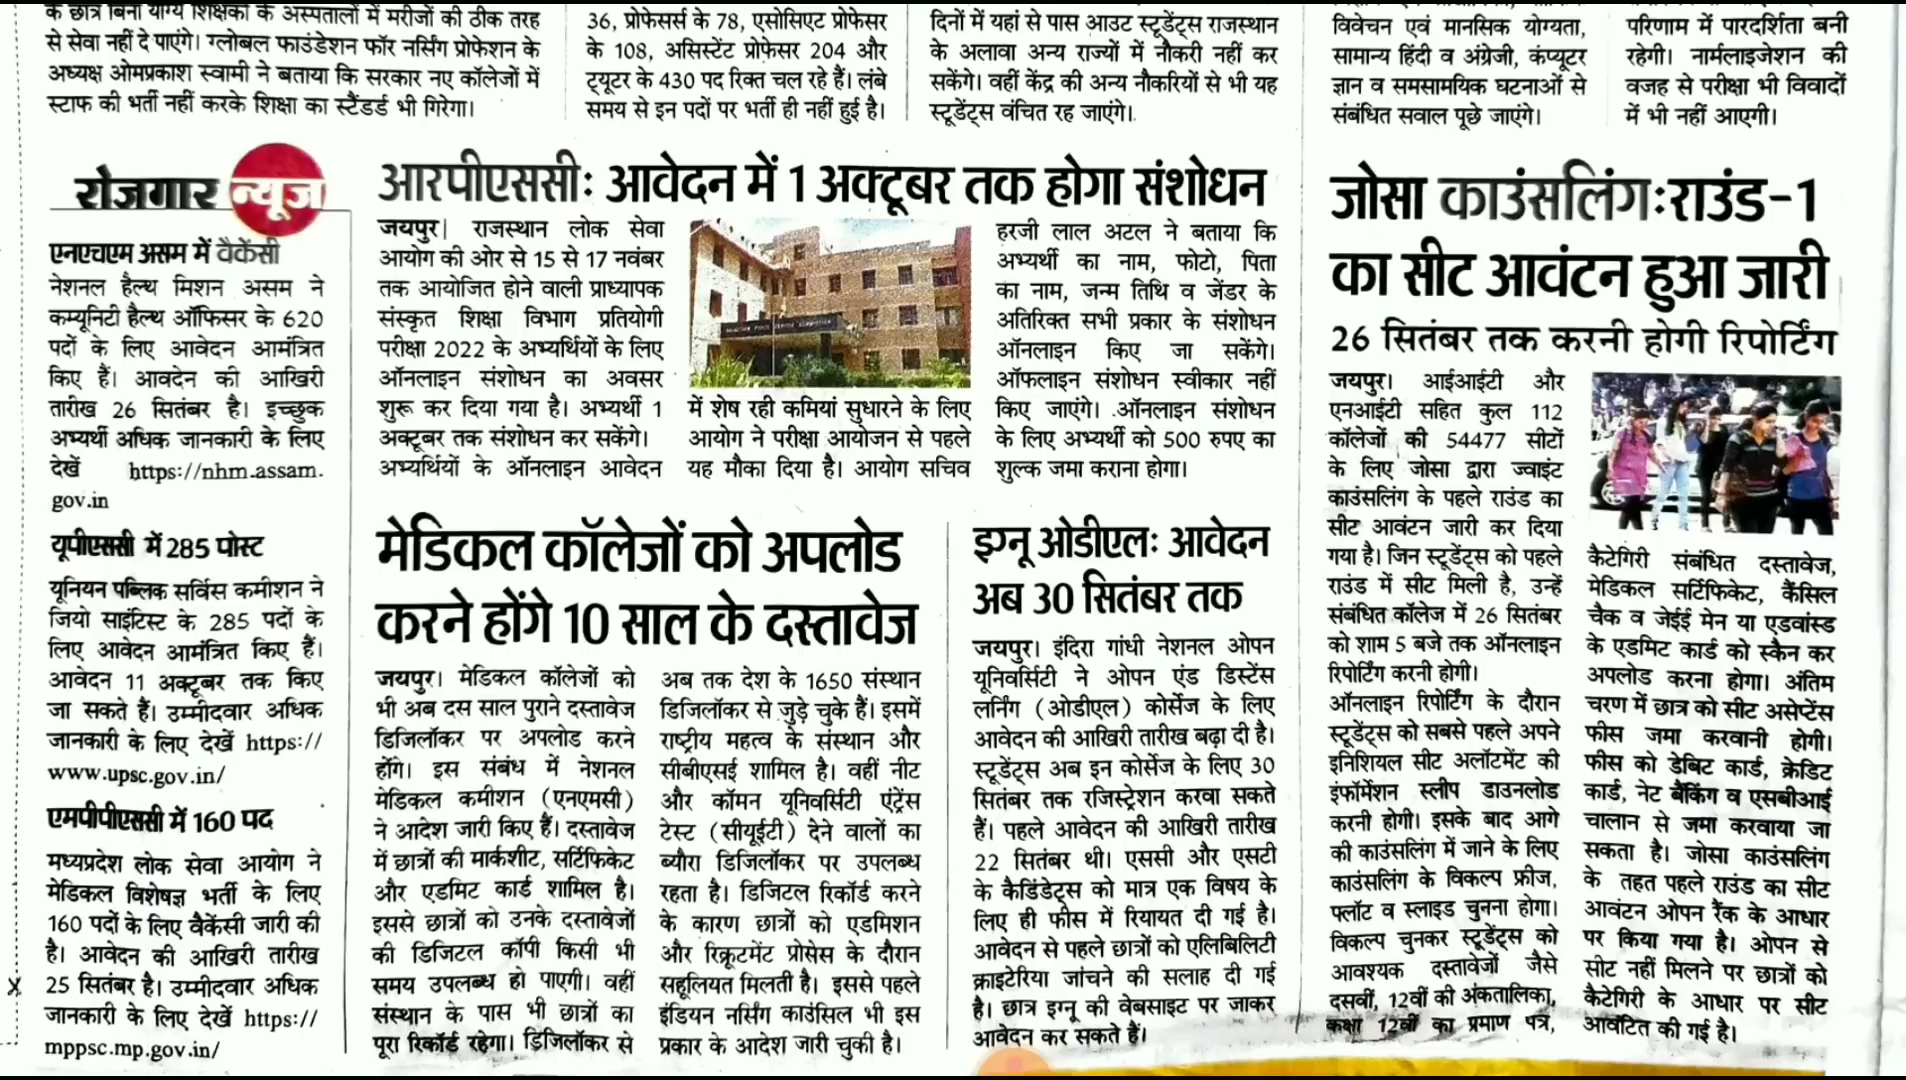 के छात्र बिना योग्य शिक्षकों के अस्पतालों में मरीजों की ठीक तरह
से सेवा नहीं दे पाएंगे। ग्लोबल फाउंडेशन फॉर नर्सिंग प्रोफेशन के
अध्यक्ष ओमप्रकाश स्वामी ने बताया कि सरकार नए कॉलेजों में
स्टाफ की भर्ती नहीं करके शिक्षा का स्टैंडर्ड भी गिरेगा।
36, प्रोफेसर्स के 78, एसोसिएट प्रोफेसर
के 108, असिस्टेंट प्रोफेसर 204 और
ट्यूटर के 430 पद रिक्त चल रहे हैं। लंबे
समय से इन पदों पर भर्ती ही नहीं हुई है।
दिनों में यहां से पास आउट स्टूडेंट्स राजस्थान
के अलावा अन्य राज्यों में नौकरी नहीं कर
सकेंगे। वहीं केंद्र की अन्य नौकरियों से भी यह
स्टूडेंट्स वंचित रह जाएंगे।
विवेचन एवं मानसिक योग्यता,
सामान्य हिंदी व अंग्रेजी, कंप्यूटर
ज्ञान व समसामयिक घटनाओं से
संबंधित सवाल पूछे जाएंगे।
परिणाम में पारदर्शिता बनी
रहेगी। नार्मलाइजेशन की
वजह से परीक्षा भी विवादों
में भी नहीं आएगी।
रोजगार न्यूज
एनएचएम असम में वैकेंसी
नेशनल हैल्थ मिशन असम ने
कम्यूनिटी हैल्थ ऑफिसर के 620
पदों के लिए आवेदन आमंत्रित
किए हैं। आवदेन की आखिरी
तारीख 26 सितंबर है। इच्छुक
अभ्यर्थी अधिक जानकारी के लिए
देखें https://nhm.assam.
gov.in
यूपीएससी में 285 पोस्ट
यूनियन पब्लिक सर्विस कमीशन ने
जियो साइंटिस्ट के 285 पदों के
लिए आवेदन आमंत्रित किए हैं।
आवेदन 11 अक्टूबर तक किए
जा सकते हैं। उम्मीदवार अधिक
जानकारी के लिए देखें https://
www.upsc.gov.in/
एमपीपीएससी में 160 पद
मध्यप्रदेश लोक सेवा आयोग ने
मेडिकल विशेषज्ञ भर्ती के लिए
160 पदों के लिए वैकेंसी जारी की
है। आवेदन की आखिरी तारीख
25 सितंबर है। उम्मीदवार अधिक
जानकारी के लिए देखें https://
mppsc.mp.gov.in/
आरपीएससीः आवेदन में 1 अक्टूबर तक होगा संशोधन
जयपुर। राजस्थान लोक सेवा
आयोग की ओर से 15 से 17 नवंबर
तक आयोजित होने वाली प्राध्यापक
संस्कृत शिक्षा विभाग प्रतियोगी
परीक्षा 2022 के अभ्यर्थियों के लिए
ऑनलाइन संशोधन का अवसर
शुरू कर दिया गया है। अभ्यर्थी 1
अक्टूबर तक संशोधन कर सकेंगे।
अभ्यर्थियों के ऑनलाइन आवेदन
में शेष रही कमियां सुधारने के लिए
आयोग ने परीक्षा आयोजन से पहले
यह मौका दिया है। आयोग सचिव
हरजी लाल अटल ने बताया कि
अभ्यर्थी का नाम, फोटो, पिता
का नाम, जन्म तिथि व जेंडर के
अतिरिक्त सभी प्रकार के संशोधन
ऑनलाइन किए जा सकेंगे।
ऑफलाइन संशोधन स्वीकार नहीं
किए जाएंगे। ऑनलाइन संशोधन
के लिए अभ्यर्थी को 500 रुपए का
शुल्क जमा कराना होगा।
मेडिकल कॉलेजों को अपलोड
करने होंगे 10 साल के दस्तावेज
जयपुर। मेडिकल कॉलेजों को
भी अब दस साल पुराने दस्तावेज
डिजिलॉकर पर अपलोड करने
होंगे। इस संबंध में नेशनल
मेडिकल कमीशन (एनएमसी)
ने आदेश जारी किए हैं। दस्तावेज
में छात्रों की मार्कशीट, सर्टिफिकेट
और एडमिट कार्ड शामिल है।
इससे छात्रों को उनके दस्तावेजों
की डिजिटल कॉपी किसी भी
समय उपलब्ध हो पाएगी। वहीं
संस्थान के पास भी छात्रों का
पूरा रिकॉर्ड रहेगा। डिजिलॉकर से
अब तक देश के 1650 संस्थान
डिजिलॉकर से जुड़े चुके हैं। इसमें
राष्ट्रीय महत्व के संस्थान और
सीबीएसई शामिल है। वहीं नीट
और कॉमन यूनिवर्सिटी एंट्रेंस
टेस्ट (सीयूईटी) देने वालों का
ब्यौरा डिजिलॉकर पर उपलब्ध
रहता है। डिजिटल रिकॉर्ड करने
के कारण छात्रों को एडमिशन
और रिक्रूटमेंट प्रोसेस के दौरान
सहूलियत मिलती है। इससे पहले
इंडियन नर्सिंग काउंसिल भी इस
प्रकार के आदेश जारी चुकी है।
इग्नू ओडीएलः आवेदन
अब 30 सितंबर तक
जयपुर। इंदिरा गांधी नेशनल ओपन
यूनिवर्सिटी ने ओपन एंड डिस्टेंस
लर्निंग (ओडीएल) कोर्सेज के लिए
आवेदन की आखिरी तारीख बढ़ा दी है।
स्टूडेंट्स अब इन कोर्सेज के लिए 30
सितंबर तक रजिस्ट्रेशन करवा सकते
हैं। पहले आवेदन की आखिरी तारीख
22 सितंबर थी। एससी और एसटी
के कैडिंडेट्स को मात्र एक विषय के
लिए ही फीस में रियायत दी गई है।
आवेदन से पहले छात्रों को एलिबिलिटी
क्राइटेरिया जांचने की सलाह दी गई
है। छात्र इग्नू की वेबसाइट पर जाकर
आवेदन कर सकते हैं।
जोसा काउंसलिंगःराउंड-1
का सीट आवंटन हुआ जारी
26 सितंबर तक करनी होगी रिपोर्टिंग
जयपुर। आईआईटी और
एनआईटी सहित कुल 112
कॉलेजों की 54477 सीटों
के लिए जोसा द्वारा ज्वाइंट
काउंसलिंग के पहले राउंड का
सीट आवंटन जारी कर दिया
गया है। जिन स्टूडेंट्स को पहले
राउंड में सीट मिली है, उन्हें
संबंधित कॉलेज में 26 सितंबर
को शाम 5 बजे तक ऑनलाइन
रिपोर्टिंग करनी होगी।
ऑनलाइन रिपोर्टिंग के दौरान
स्टूडेंट्स को सबसे पहले अपने
इनिशियल सीट अलॉटमेंट की
इंफॉर्मेशन स्लीप डाउनलोड
करनी होगी। इसके बाद आगे
की काउंसलिंग में जाने के लिए
काउंसलिंग के विकल्प फ्रीज,
फ्लॉट व स्लाइड चुनना होगा।
विकल्प चुनकर स्टूडेंट्स को
आवश्यक दस्तावेजों जैसे
दसवीं, 12वीं की अंकतालिका,
कक्षा 12वीं का प्रमाण पत्र,
कैटेगिरी संबंधित दस्तावेज,
मेडिकल सर्टिफिकेट, कैंसिल
चैक व जेईई मेन या एडवांस्ड
के एडमिट कार्ड को स्कैन कर
अपलोड करना होगा। अंतिम
चरण में छात्र को सीट असेप्टेंस
फीस जमा करवानी होगी।
फीस को डेबिट कार्ड, क्रेडिट
कार्ड, नेट बैंकिंग व एसबीआई
चालान से जमा करवाया जा
सकता है। जोसा काउंसलिंग
के तहत पहले राउंड का सीट
आवंटन ओपन रैंक के आधार
पर किया गया है। ओपन से
सीट नहीं मिलने पर छात्रों को
कैटेगिरी के आधार पर सीट
आवंटित की गई है।